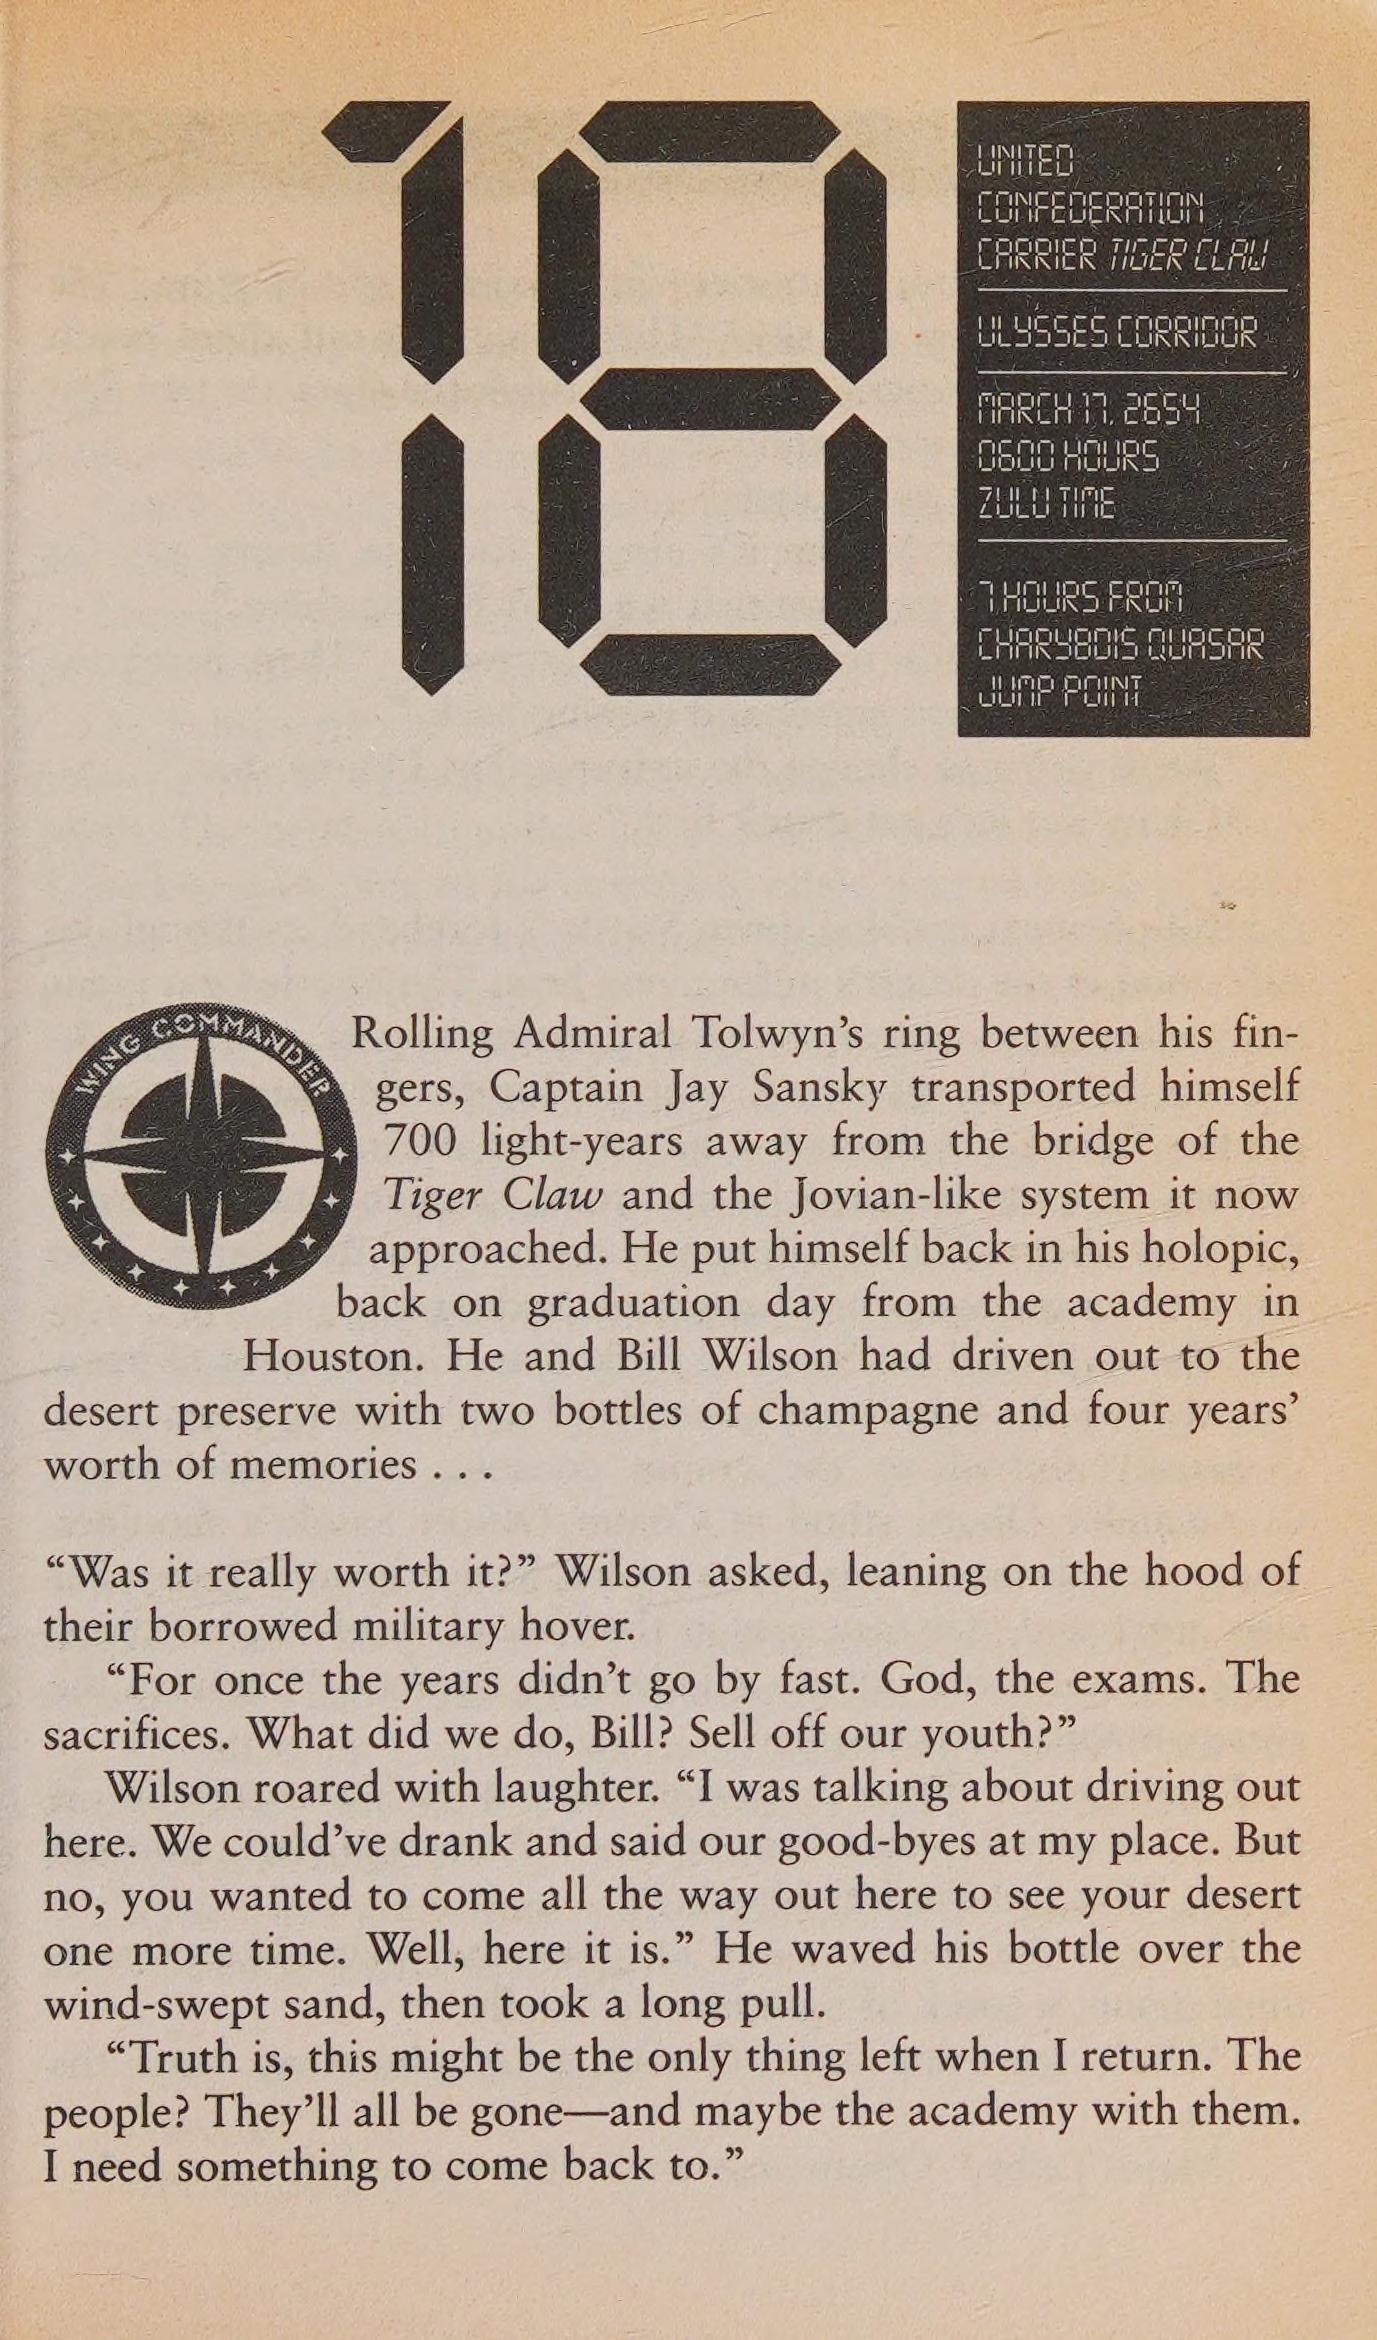 18
UNITED
CONFEDERATION
CARRIER TIGER CLAW
ULYSSES CORRIDOR
MARCH 17, 2654
0600 HOURS
ZULU TIME
7 HOURS FROM
CHARYBDIS QUASAR
JUMP POINT
WING COMMANDER
Rolling Admiral Tolwyn’s ring between his fin-
gers, Captain Jay Sansky transported himself
700 light-years away from the bridge of the
Tiger Claw and the Jovian-like system it now
approached. He put himself back in his holopic,
back on graduation day from the academy in
Houston. He and Bill Wilson had driven out to the
desert preserve with two bottles of champagne and four years’
worth of memories . . .
“Was it really worth it?” Wilson asked, leaning on the hood of
their borrowed military hover.
“For once the years didn’t go by fast. God, the exams. The
sacrifices. What did we do, Bill? Sell off our youth?”
Wilson roared with laughter. “I was talking about driving out
here. We could’ve drank and said our good-byes at my place. But
no, you wanted to come all the way out here to see your desert
one more time. Well, here it is.” He waved his bottle over the
wind-swept sand, then took a long pull.
“Truth is, this might be the only thing left when I return. The
people? They’ll all be gone—and maybe the academy with them.
I need something to come back to.”